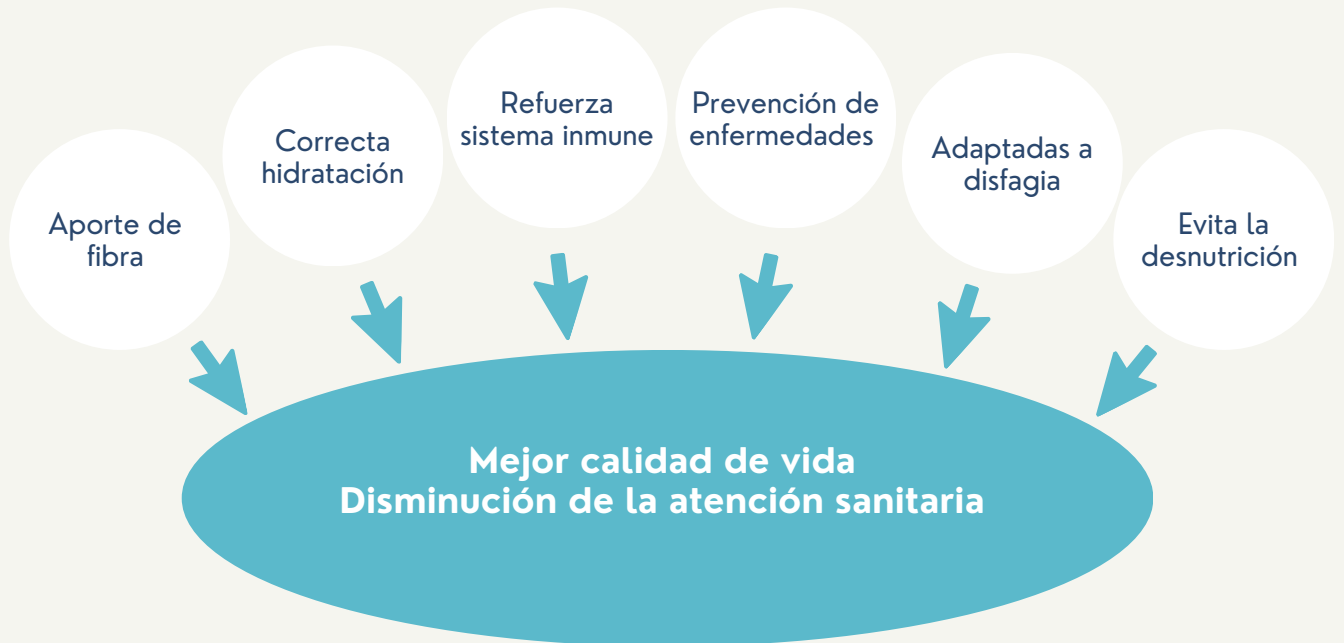 Aporte de
fibra
Correcta
hidratación
Refuerza
sistema inmune
Prevención de
enfermedades
Adaptadas a
disfagia
Evita la
desnutrición
Mejor calidad de vida
Disminución de la atención sanitaria